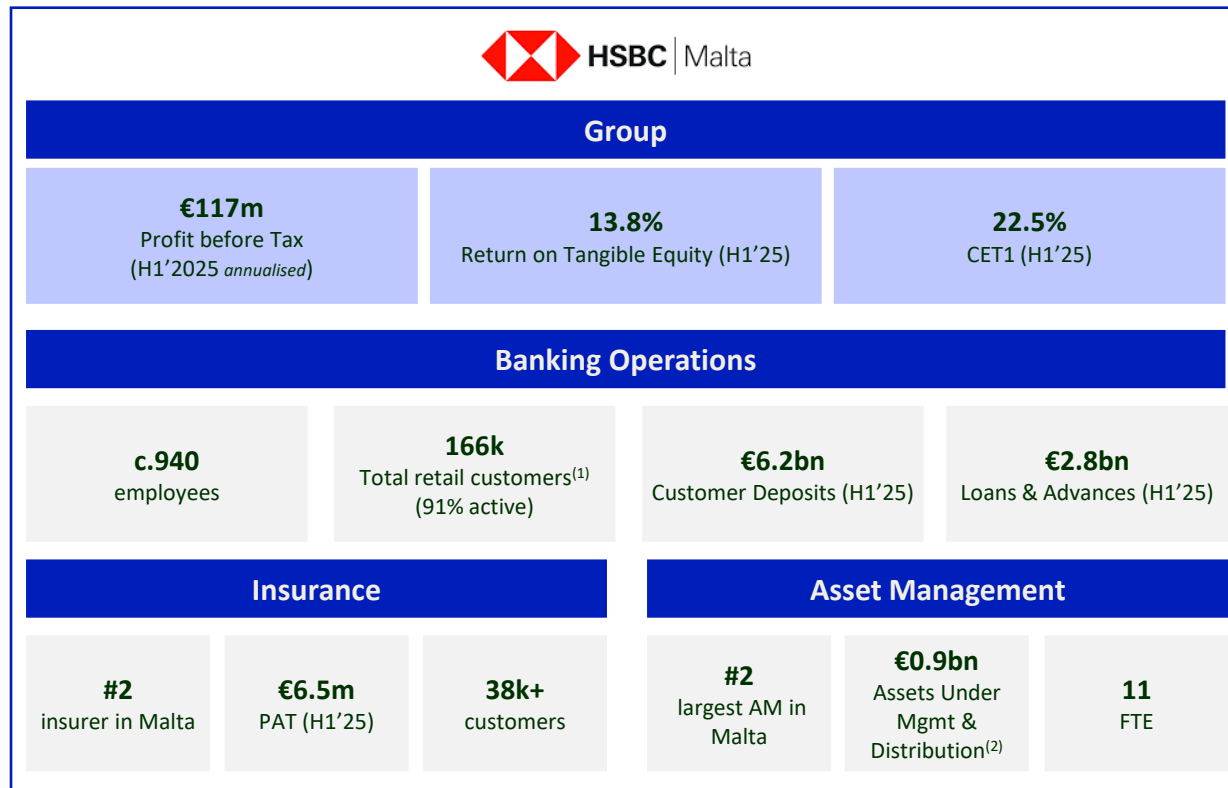 HSBC | Malta
Group
€117m
Profit before Tax
(H1’2025 annualised)
13.8%
Return on Tangible Equity (H1’25)
22.5%
CET1 (H1’25)
Banking Operations
c.940
employees
166k
Total retail customers(1)
(91% active)
€6.2bn
Customer Deposits (H1’25)
€2.8bn
Loans & Advances (H1’25)
Insurance
#2
insurer in Malta
€6.5m
PAT (H1’25)
38k+
customers
Asset Management
#2
largest AM in
Malta
€0.9bn
Assets Under
Mgmt &
Distribution(2)
11
FTE